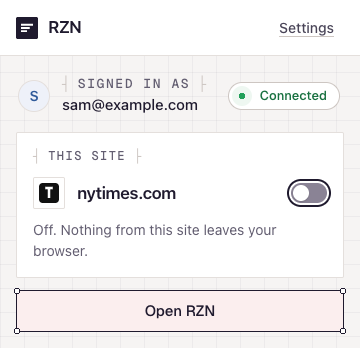 RZN
Settings
SIGNED IN AS
S
sam@example.com
Connected
THIS SITE
T
nytimes.com
Off. Nothing from this site leaves your
browser.
Open RZN